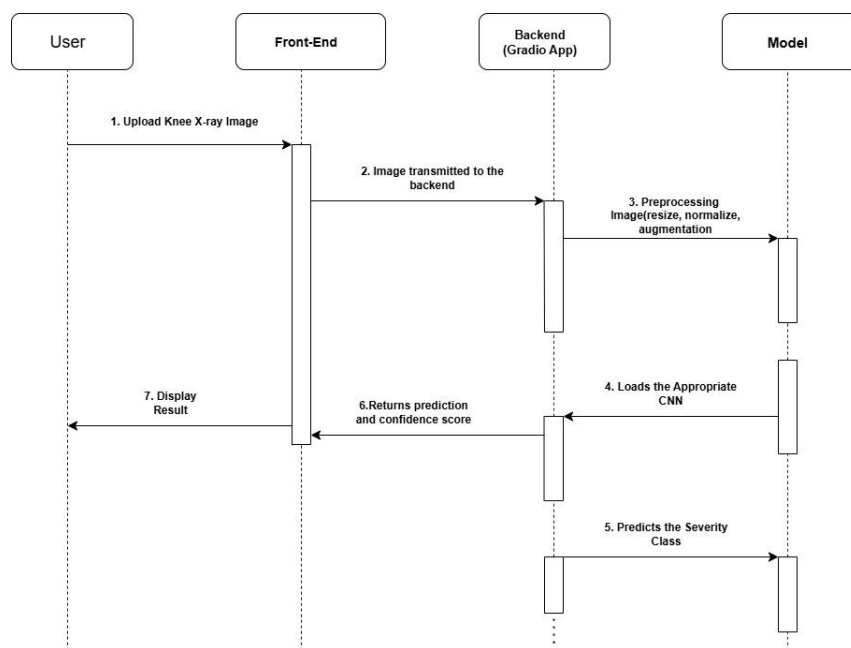 User
Front-End
Backend
(Gradio App)
Model
1. Upload Knee X-ray Image
2. Image transmitted to the
backend
3. Preprocessing
Image(resize, normalize,
augmentation
4. Loads the Appropriate
CNN
7. Display
Result
6.Returns prediction
and confidence score
5. Predicts the Severity
Class